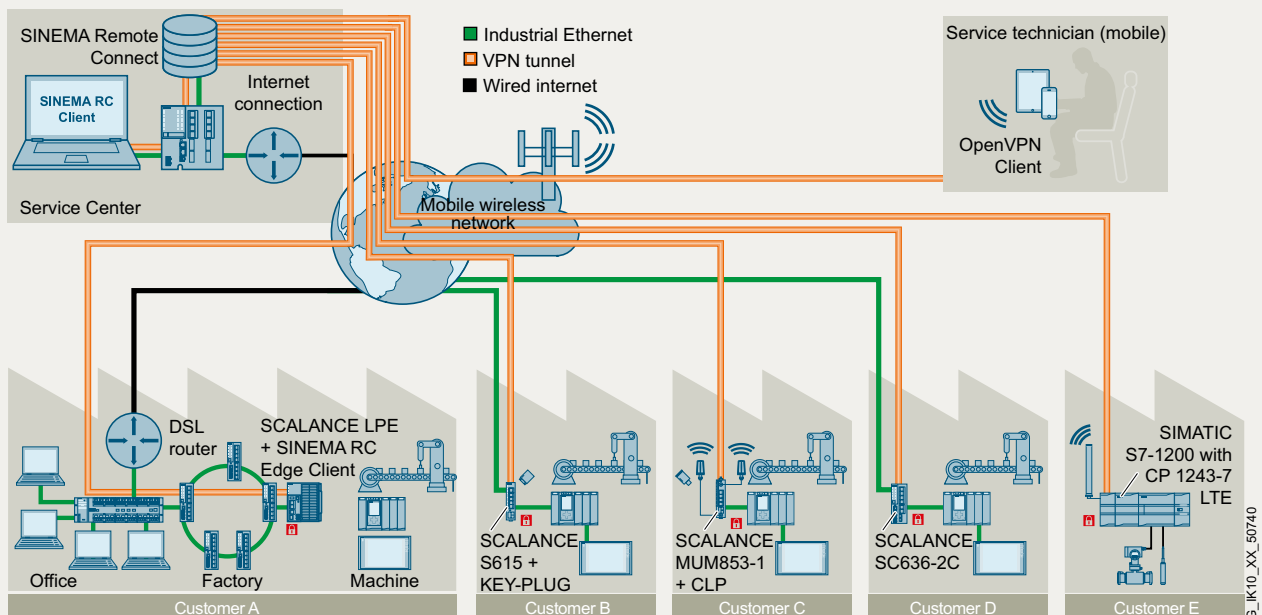 SINEMA Remote
Connect
SINEMA RC
Client
Internet
connection
Service Center
Industrial Ethernet
VPN tunnel
Wired internet
Service technician (mobile)
OpenVPN
Client
Mobile wireless
network
DSL
router
SCALANCE LPE
+ SINEMA RC
Edge Client
Office
Factory
Machine
Customer A
SCALANCE
S615 +
KEY-PLUG
Customer B
SCALANCE
MUM853-1
+ CLP
Customer C
SCALANCE
SC636-2C
Customer D
SIMATIC
S7-1200 with
CP 1243-7
LTE
Customer E
G_IK10_XX_50740